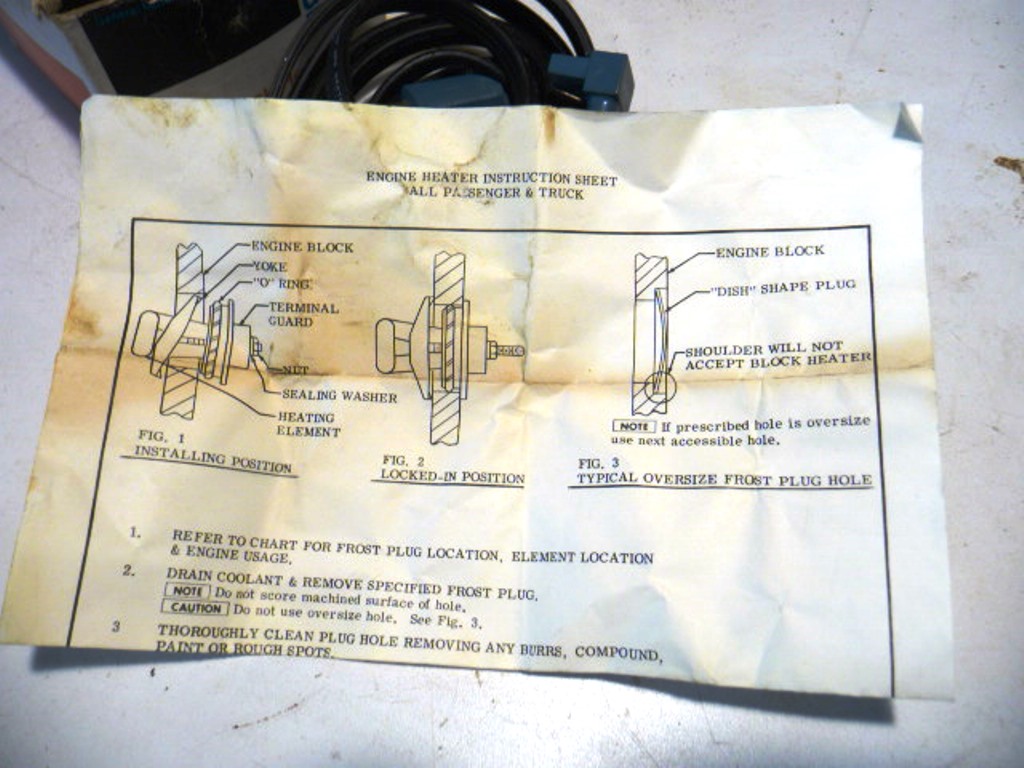 ENGINE HEATER INSTRUCTION SHEET
ALL PASSENGER & TRUCK
ENGINE BLOCK
YOKE
"O" RING
TERMINAL
GUARD
NUT
SEALING WASHER
HEATING
ELEMENT
FIG. 1
INSTALLING POSITION
FIG. 2
LOCKED-IN POSITION
ENGINE BLOCK
"DISH" SHAPE PLUG
SHOULDER WILL NOT
ACCEPT BLOCK HEATER
NOTE If prescribed hole is oversize
use next accessible hole.
FIG. 3
TYPICAL OVERSIZE FROST PLUG HOLE
1. REFER TO CHART FOR FROST PLUG LOCATION, ELEMENT LOCATION
& ENGINE USAGE.
2. DRAIN COOLANT & REMOVE SPECIFIED FROST PLUG.
NOTE Do not score machined surface of hole.
CAUTION Do not use oversize hole. See Fig. 3.
3 THOROUGHLY CLEAN PLUG HOLE REMOVING ANY BURRS, COMPOUND,
PAINT OR ROUGH SPOTS.